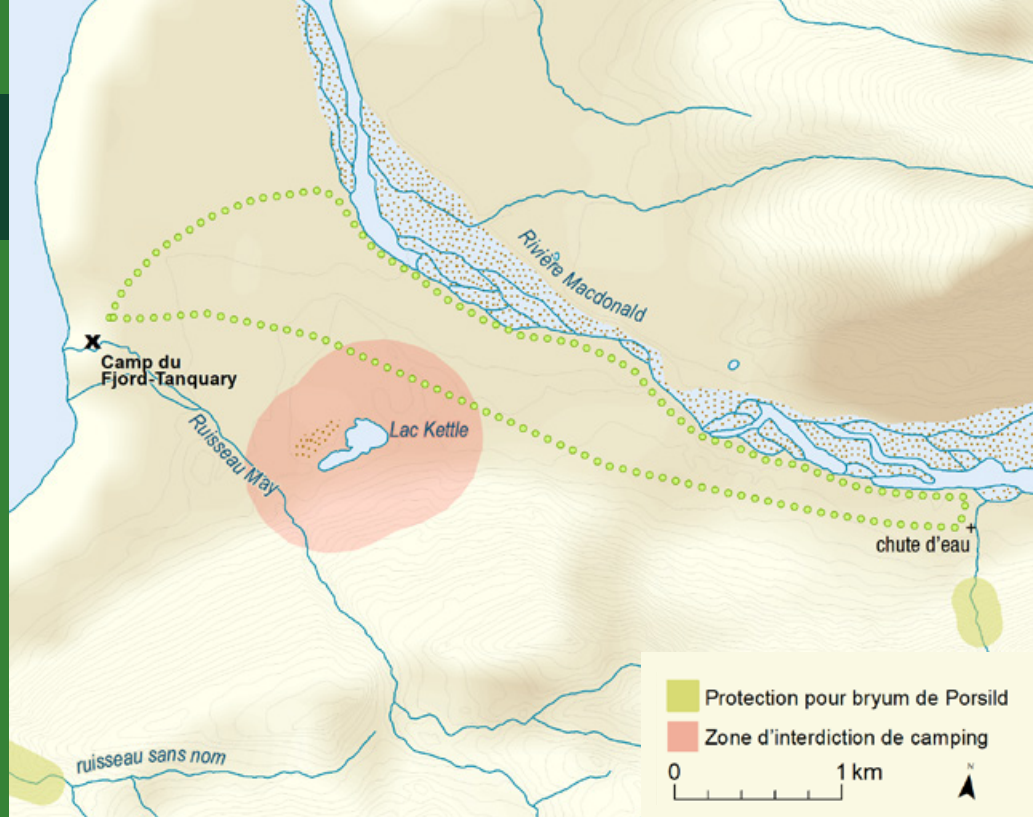 Rivière Macdonald
Camp du
Fjord-Tanquary
Ruisseau May
Lac Kettle
chute d'eau
ruisseau sans nom
Protection pour bryum de Porsild
Zone d'interdiction de camping
0 1 km
N